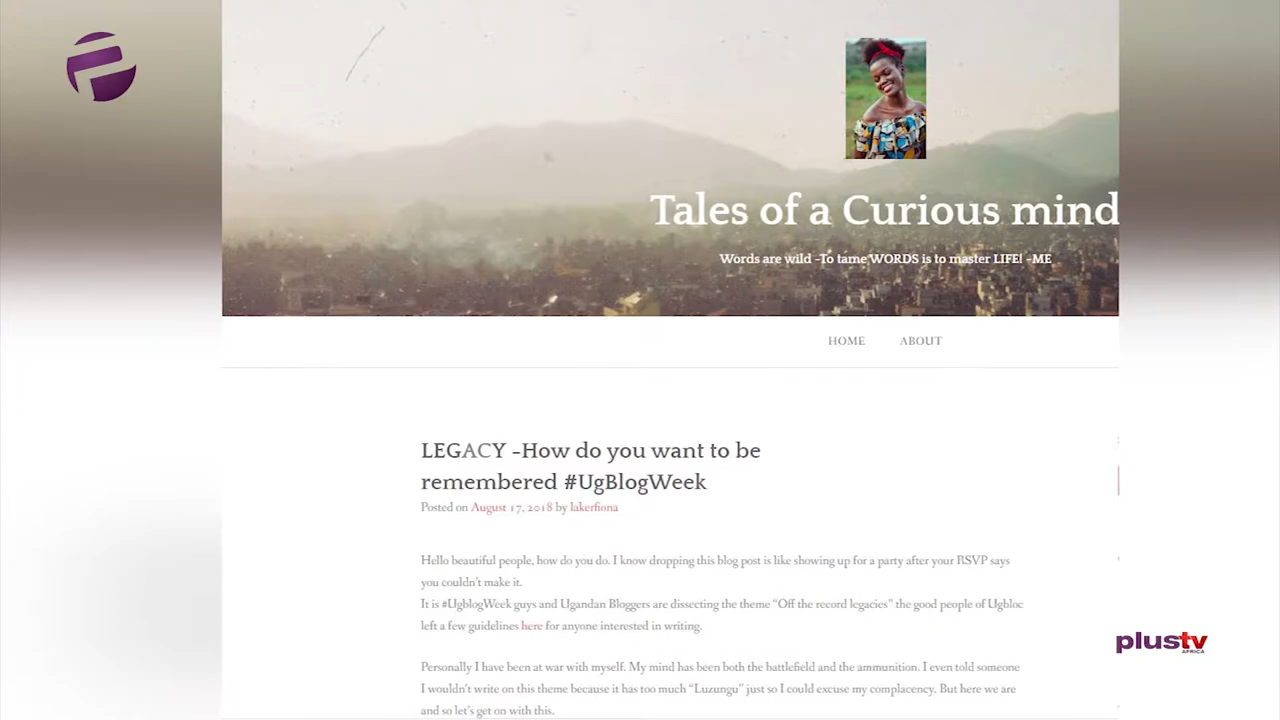 Tales of a Curious mind
Words are wild -To tame WORDS is to master LIFE! -ME
HOME ABOUT
LEGACY -How do you want to be
remembered #UgBlogWeek
Posted on August 17, 2018 by lakerfiona
Hello beautiful people, how do you do. I know dropping this blog post is like showing up for a party after your RSVP says
you couldn't make it.
It is #UgblogWeek guys and Ugandan Bloggers are dissecting the theme “Off the record legacies” the good people of Ugbloc
left a few guidelines here for anyone interested in writing.
Personally I have been at war with myself. My mind has been both the battlefield and the ammunition. I even told someone
I wouldn't write on this theme because it has too much “Luzungu” just so I could excuse my complacency. But here we are
and so let's get on with this.
plustv
AFRICA